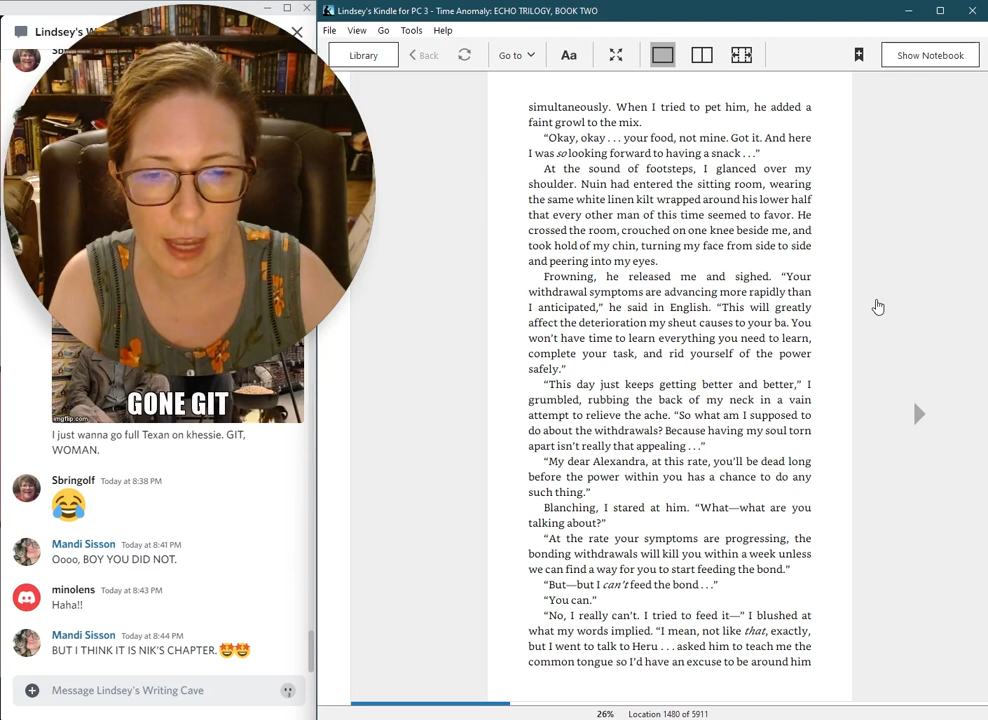 Lindsey's W
Sb
GONE GIT
imgflip.com
I just wanna go full Texan on khessie. GIT,
WOMAN.
Sbringolf Today at 8:38 PM
Mandi Sisson Today at 8:41 PM
Oooo, BOY YOU DID NOT.
minolens Today at 8:43 PM
Haha!!
Mandi Sisson Today at 8:44 PM
BUT I THINK IT IS NIK'S CHAPTER.
Message Lindsey's Writing Cave
Lindsey's Kindle for PC 3 - Time Anomaly: ECHO TRILOGY, BOOK TWO
File View Go Tools Help
Library Back Go to Aa Show Notebook
simultaneously. When I tried to pet him, he added a
faint growl to the mix.
“Okay, okay . . . your food, not mine. Got it. And here
I was so looking forward to having a snack . . .”
At the sound of footsteps, I glanced over my
shoulder. Nuin had entered the sitting room, wearing
the same white linen kilt wrapped around his lower half
that every other man of this time seemed to favor. He
crossed the room, crouched on one knee beside me, and
took hold of my chin, turning my face from side to side
and peering into my eyes.
Frowning, he released me and sighed. “Your
withdrawal symptoms are advancing more rapidly than
I anticipated,” he said in English. “This will greatly
affect the deterioration my sheut causes to your ba. You
won’t have time to learn everything you need to learn,
complete your task, and rid yourself of the power
safely.”
“This day just keeps getting better and better,” I
grumbled, rubbing the back of my neck in a vain
attempt to relieve the ache. “So what am I supposed to
do about the withdrawals? Because having my soul torn
apart isn’t really that appealing . . .”
“My dear Alexandra, at this rate, you’ll be dead long
before the power within you has a chance to do any
such thing.”
Blanching, I stared at him. “What—what are you
talking about?”
“At the rate your symptoms are progressing, the
bonding withdrawals will kill you within a week unless
we can find a way for you to start feeding the bond.”
“But—but I can’t feed the bond . . .”
“You can.”
“No, I really can’t. I tried to feed it—” I blushed at
what my words implied. “I mean, not like that, exactly,
but I went to talk to Heru . . . asked him to teach me the
common tongue so I’d have an excuse to be around him
26% Location 1480 of 5911